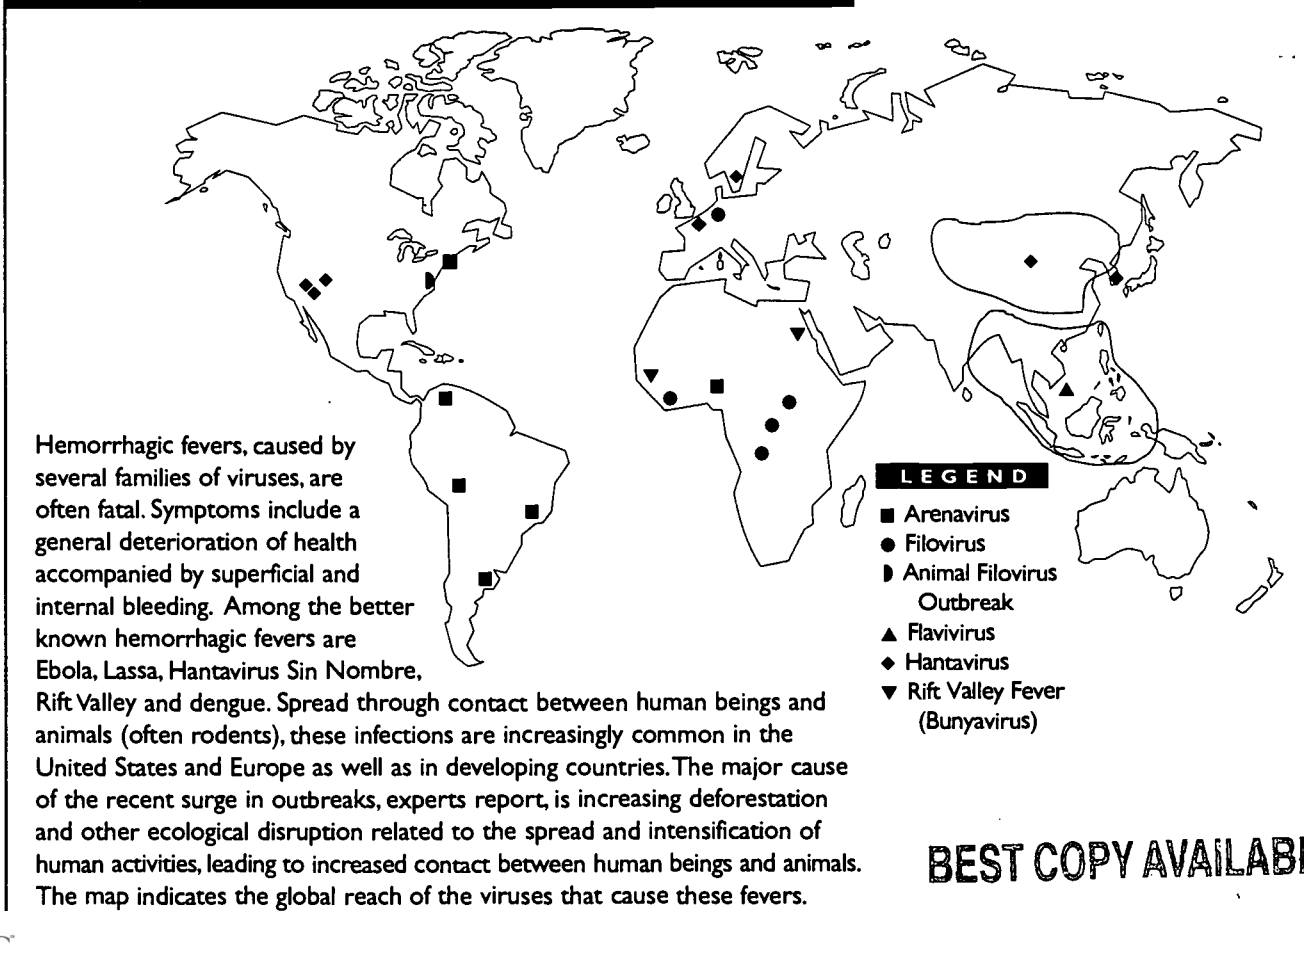 Hemorrhagic fevers, caused by
several families of viruses, are
often fatal. Symptoms include a
general deterioration of health
accompanied by superficial and
internal bleeding. Among the better
known hemorrhagic fevers are
Ebola, Lassa, Hantavirus Sin Nombre,
Rift Valley and dengue. Spread through contact between human beings and
animals (often rodents), these infections are increasingly common in the
United States and Europe as well as in developing countries. The major cause
of the recent surge in outbreaks, experts report, is increasing deforestation
and other ecological disruption related to the spread and intensification of
human activities, leading to increased contact between human beings and animals.
The map indicates the global reach of the viruses that cause these fevers.
LEGEND
Arenavirus
Filovirus
Animal Filovirus
Outbreak
Flavivirus
Hantavirus
Rift Valley Fever
(Bunyavirus)
BEST COPY AVAILAB